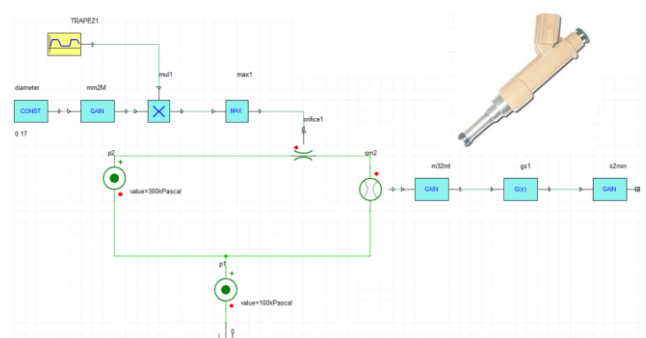 TRAPEZ1
mul1
diameter
mm2M
max1
CONST
GAIN
MAX
0.17
orifice1
p2
qm2
value=300kPascal
m32ml
gs1
s2min
GAIN
G(s)
GAIN
p1
value=100kPascal
0